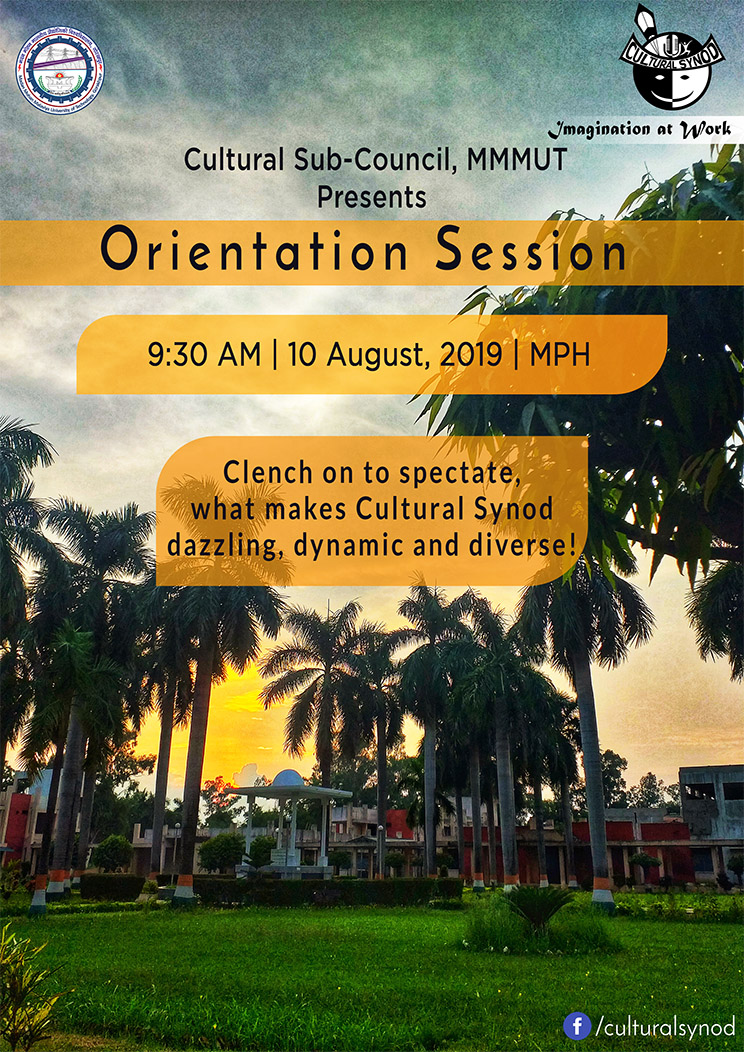 CULTURAL SYNOD
Imagination at Work
Cultural Sub-Council, MMMUT
Presents
Orientation Session
9:30 AM | 10 August, 2019 | MPH
Clench on to spectate,
what makes Cultural Synod
dazzling, dynamic and diverse!
f /culturalsynod